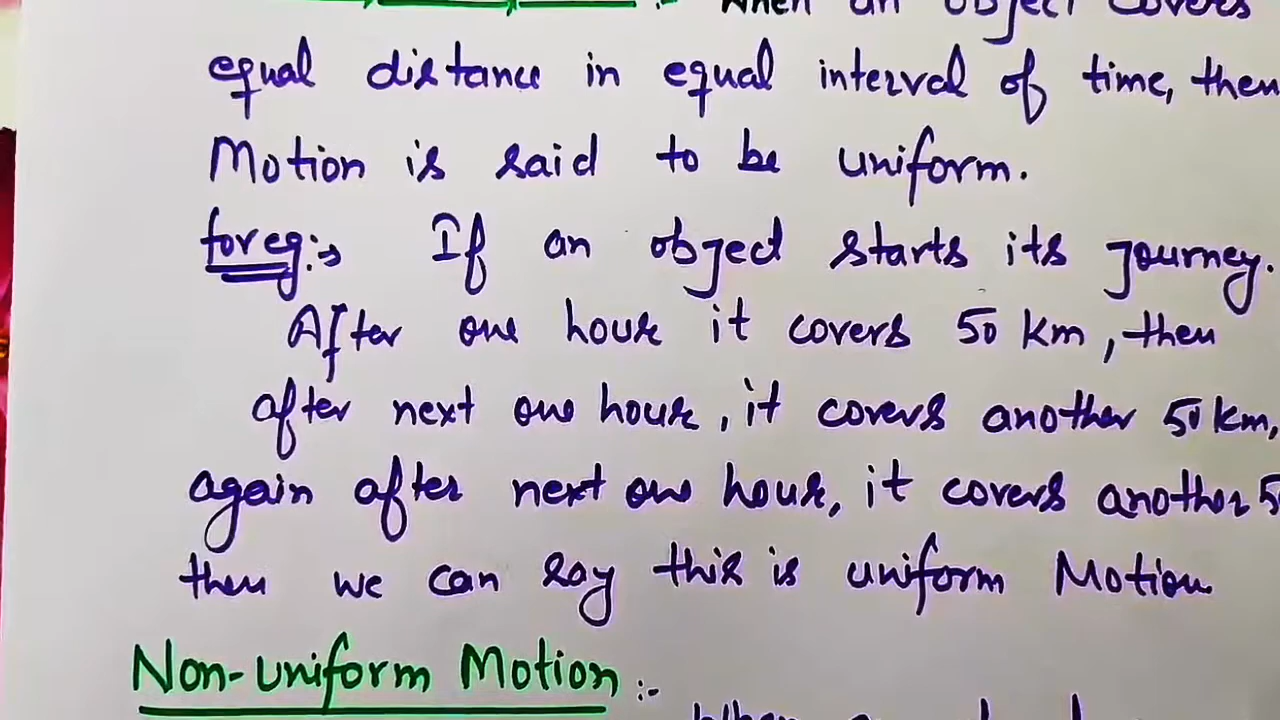 :- When an object covers
equal distance in equal interval of time, then
Motion is said to be uniform.
for eg:→ If an object starts its journey.
After one hour it covers 50 km, then
after next one hour, it covers another 50 km,
again after next one hour, it covers another 5
then we can say this is uniform Motion
Non-uniform Motion :-